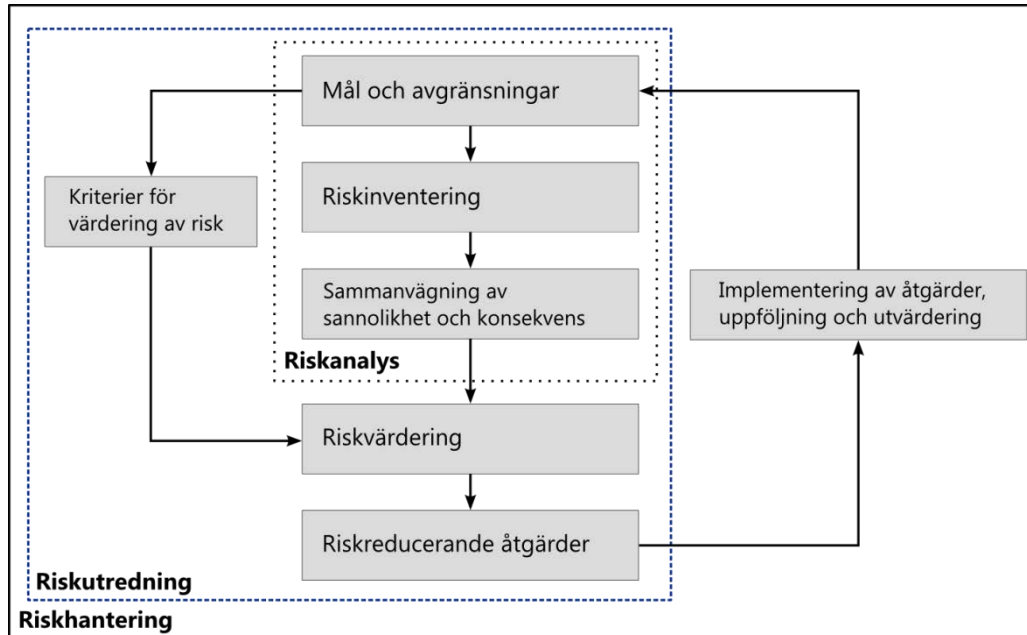 Mål och avgränsningar
Riskinventering
Kriterier för
värdering av risk
Sammanvägning av
sannolikhet och konsekvens
Implementering av åtgärder,
uppföljning och utvärdering
Riskanalys
Riskvärdering
Riskreducerande åtgärder
Riskutredning
Riskhantering